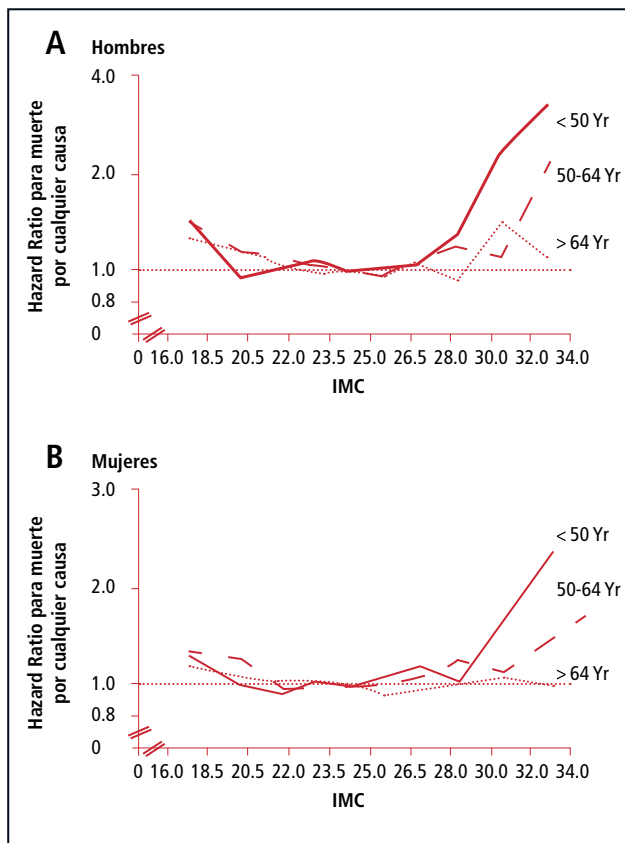 A Hombres
4.0
2.0
1.0
0.8
0
Hazard Ratio para muerte
por cualquier causa
< 50 Yr
50-64 Yr
> 64 Yr
0 16.0 18.5 20.5 22.0 23.5 25.0 26.5 28.0 30.0 32.0 34.0
IMC
B Mujeres
3.0
2.0
1.0
0.8
0
Hazard Ratio para muerte
por cualquier causa
< 50 Yr
50-64 Yr
> 64 Yr
0 16.0 18.5 20.5 22.0 23.5 25.0 26.5 28.0 30.0 32.0 34.0
IMC